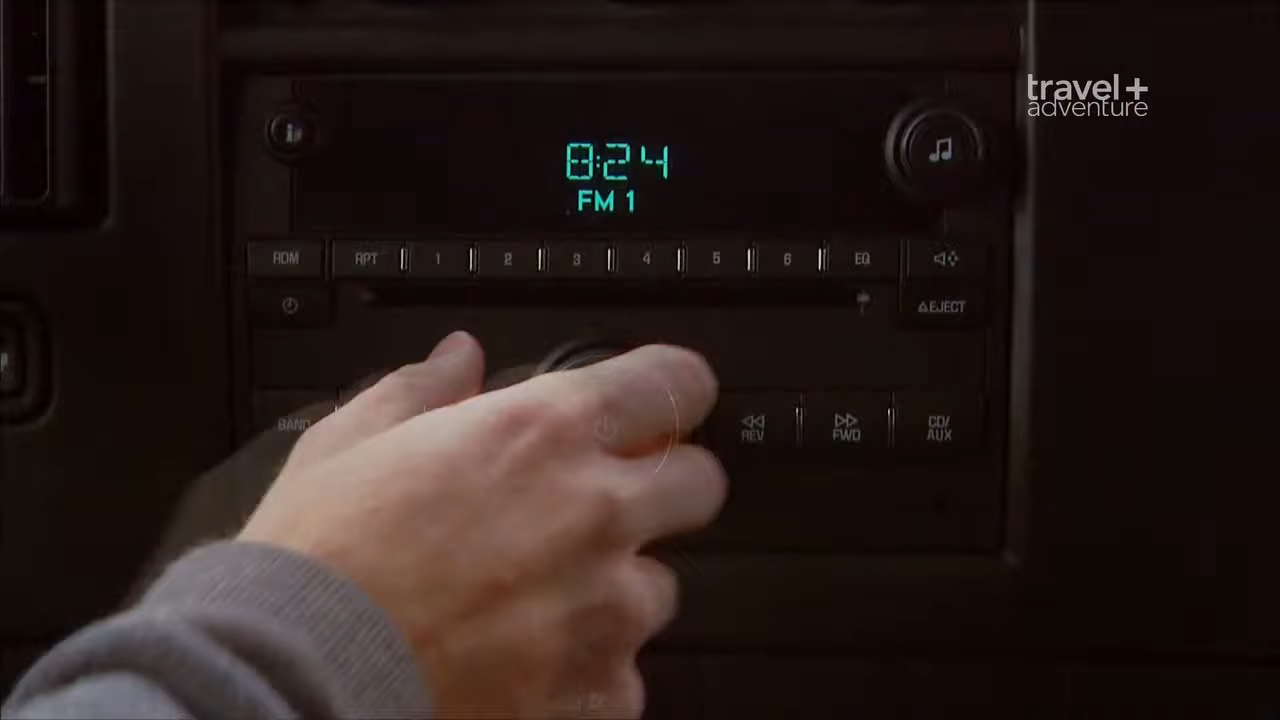 travel+
adventure
8:24
FM 1
RDM
RPT
1
2
3
4
5
6
EQ
EJECT
BAND
REV
FWD
CD/
AUX